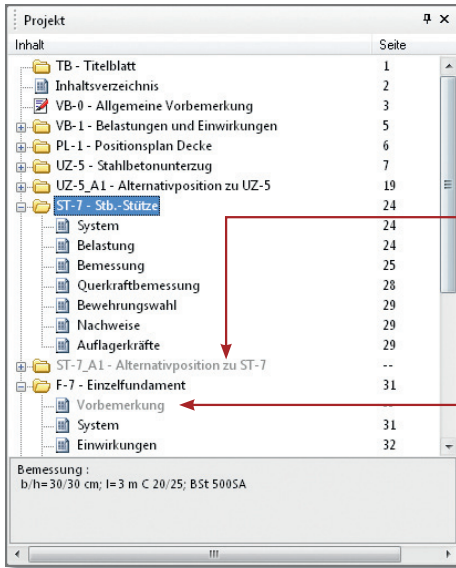 Projekt
Inhalt Seite
TB - Titelblatt 1
Inhaltsverzeichnis 2
VB-0 - Allgemeine Vorbemerkung 3
VB-1 - Belastungen und Einwirkungen 5
PL-1 - Positionsplan Decke 6
UZ-5 - Stahlbetonunterzug 7
UZ-5_A1 - Alternativposition zu UZ-5 19
ST-7 - Stb.-Stütze 24
System 24
Belastung 24
Bemessung 25
Querkraftbemessung 28
Bewehrungswahl 29
Nachweise 29
Auflagerkräfte 29
ST-7_A1 - Alternativposition zu ST-7 --
F-7 - Einzelfundament 31
Vorbemerkung --
System 31
Einwirkungen 32
Bemessung :
b/h=30/30 cm; l=3 m C 20/25; BSt 500SA